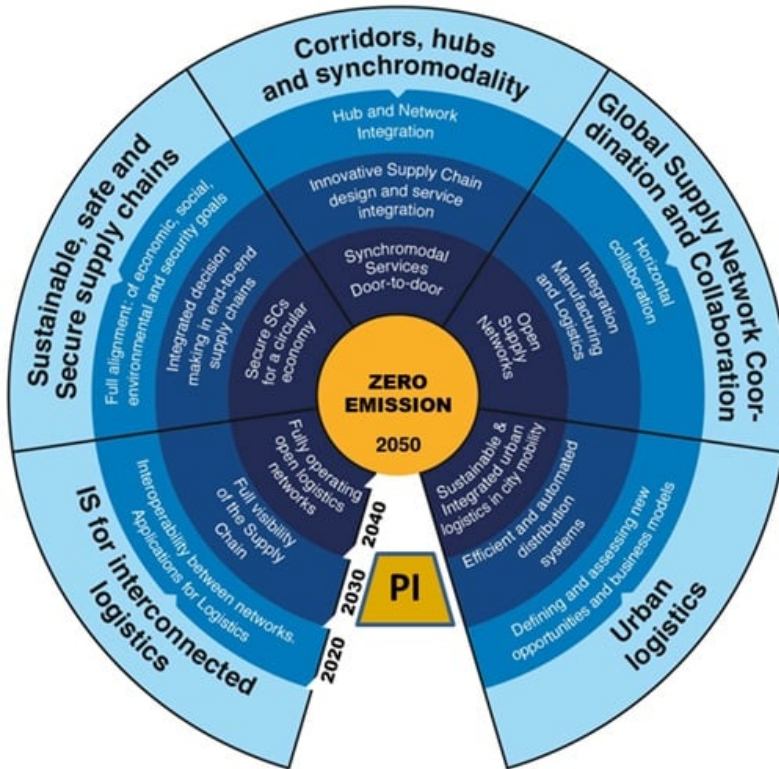 Corridors, hubs
and synchromodality
Hub and Network
Integration
Innovative Supply Chain
design and service
integration
Synchromodal
Services
Door-to-door
Global Supply Network Coor-
dination and Collaboration
Horizontal
collaboration
Integration
Manufacturing
and Logistics
Open
Supply
Networks
Urban
logistics
Defining and assessing new
opportunities and business models
Efficient and automated
distribution
systems
Sustainable &
Integrated urban
logistics in city mobility
IS for interconnected
logistics
Interoperability between networks.
Applications for Logistics
Full visibility
of the Supply
Chain
Fully operating
open logistics
networks
Sustainable, safe and
Secure supply chains
Full alignment: of economic, social,
environmental and security goals
Integrated decision
making in end-to-end
supply chains
Secure SCs
for a circular
economy
ZERO
EMISSION
2050
2040
2030
2020
PI